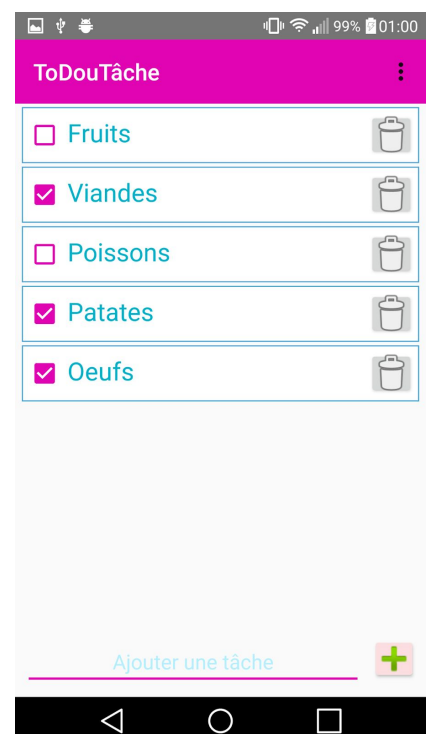 99% 01:00
ToDouTâche
Fruits
Viandes
Poissons
Patates
Oeufs
Ajouter une tâche